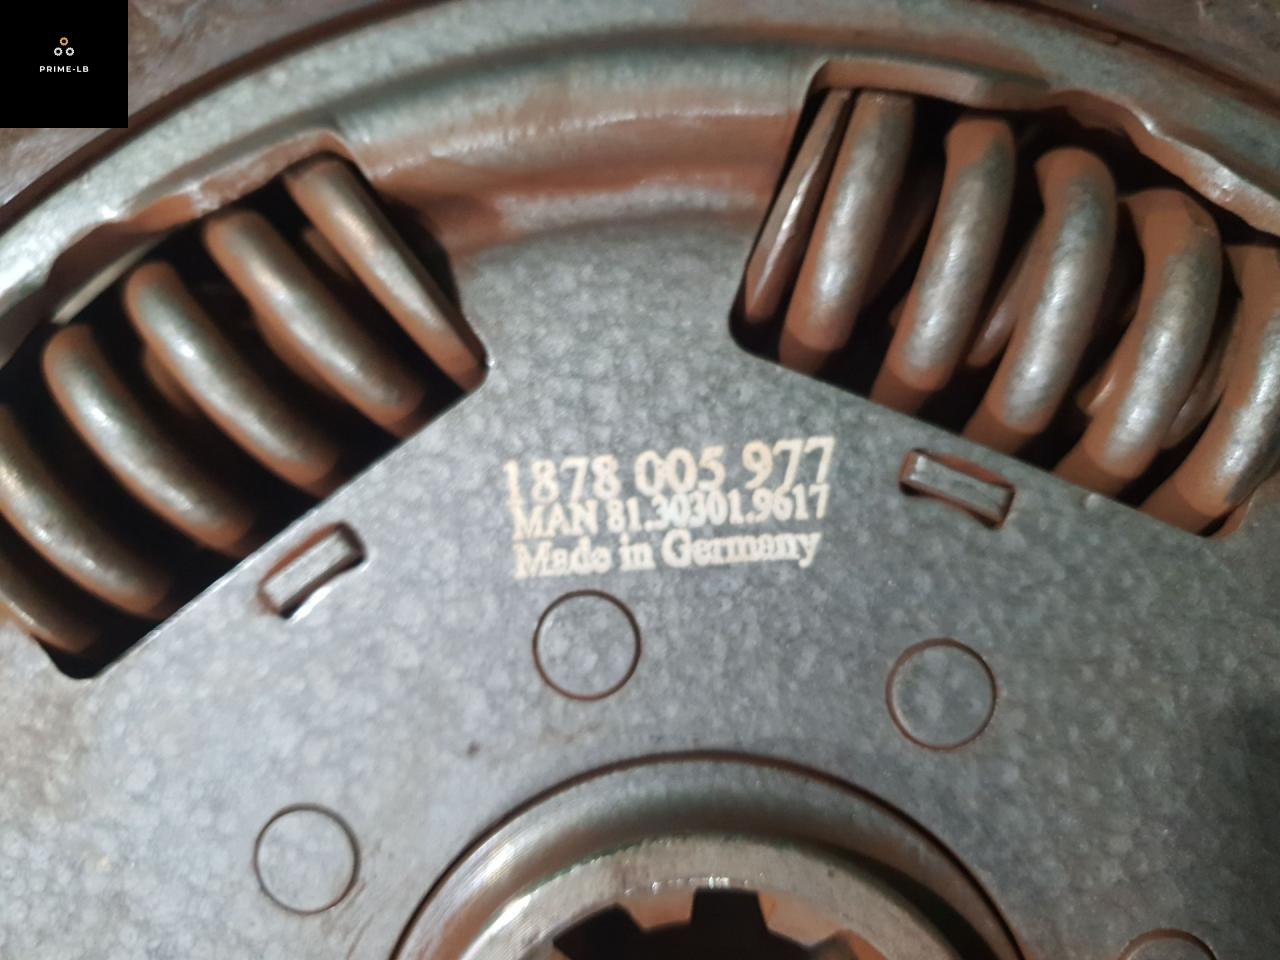 PRIME-LB
1878 005 977
MAN 81.30301.9617
Made in Germany